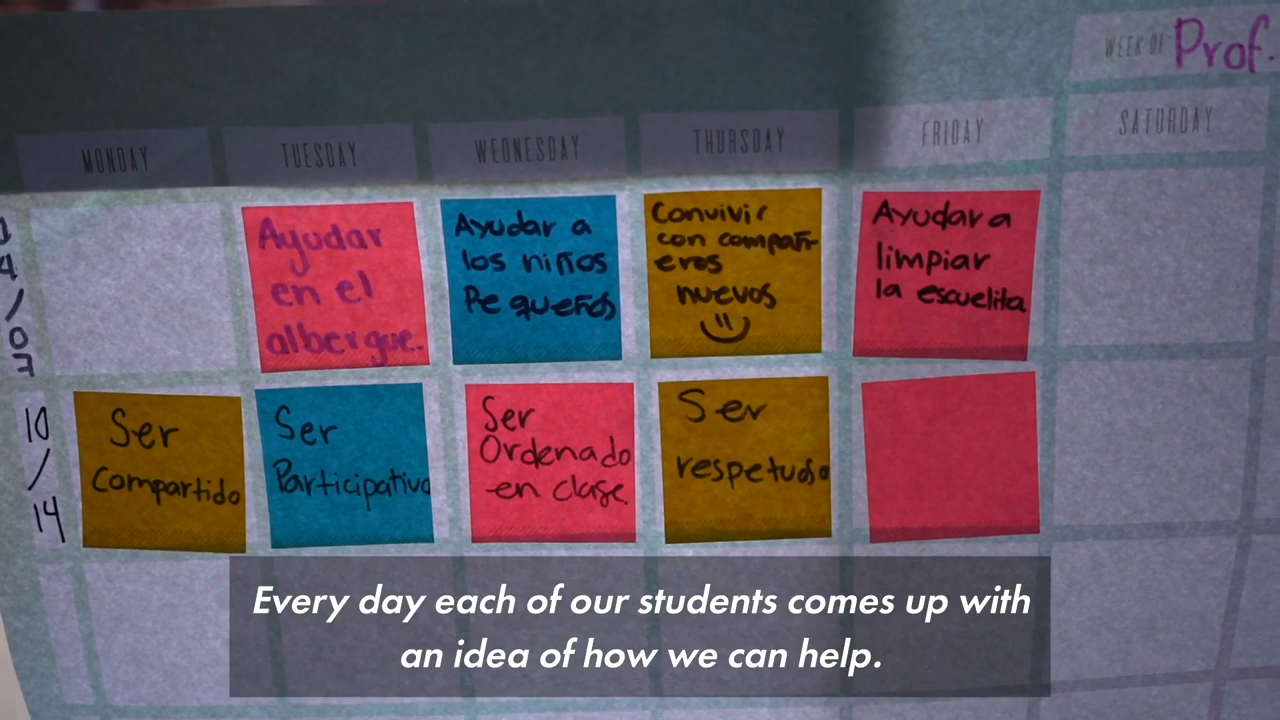 WEEK OF Prof.
MONDAY TUESDAY WEDNESDAY THURSDAY FRIDAY SATURDAY
Ayudar
en el
albergue.
Ayudar a
los niños
Pequeños
Convivir
con compañ
eros
nuevos
Ayudar a
limpiar
la escuelita
10
/
14
Ser
Compartido
Ser
Participativo
Ser
Ordenado
en clase
Ser
respetuoso
Every day each of our students comes up with
an idea of how we can help.